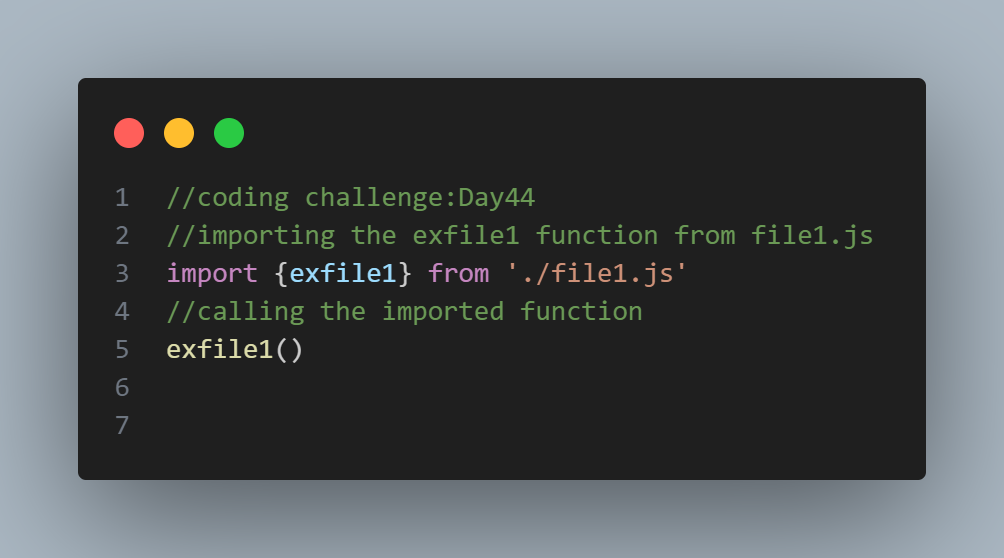 1 //coding challenge:Day44
2 //importing the exfile1 function from file1.js
3 import {exfile1} from './file1.js'
4 //calling the imported function
5 exfile1()
6
7